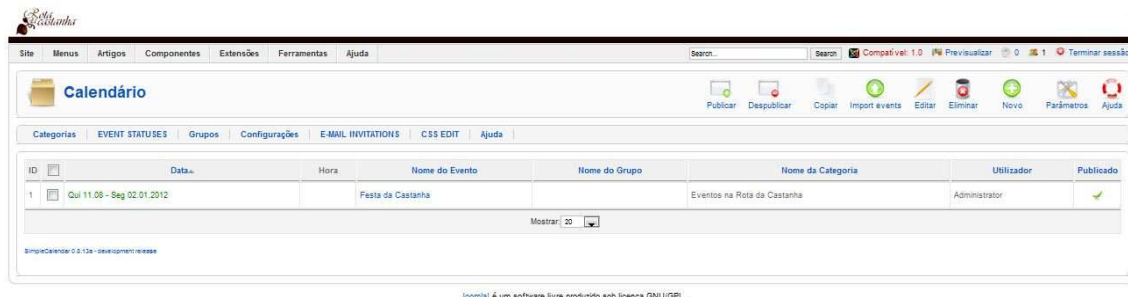 Rota Castanha
Site Menus Artigos Componentes Extensões Ferramentas Ajuda Search... Search Compatível: 1.0 Previsualizar 0 1 Terminar sessão
Calendário
Publicar Despublicar Copiar Import events Editar Eliminar Novo Parâmetros Ajuda
Categorias EVENT STATUSES Grupos Configurações E-MAIL INVITATIONS CSS EDIT Ajuda
ID Data Hora Nome do Evento Nome do Grupo Nome da Categoria Utilizador Publicado
1 Qui 11.08 - Seg 02.01.2012 Festa da Castanha Eventos na Rota da Castanha Administrator
Mostrar 20
SimpleCalendar 0.8.13a - development release
Joomla! é um software livre produzido sob licença GNU/GPL